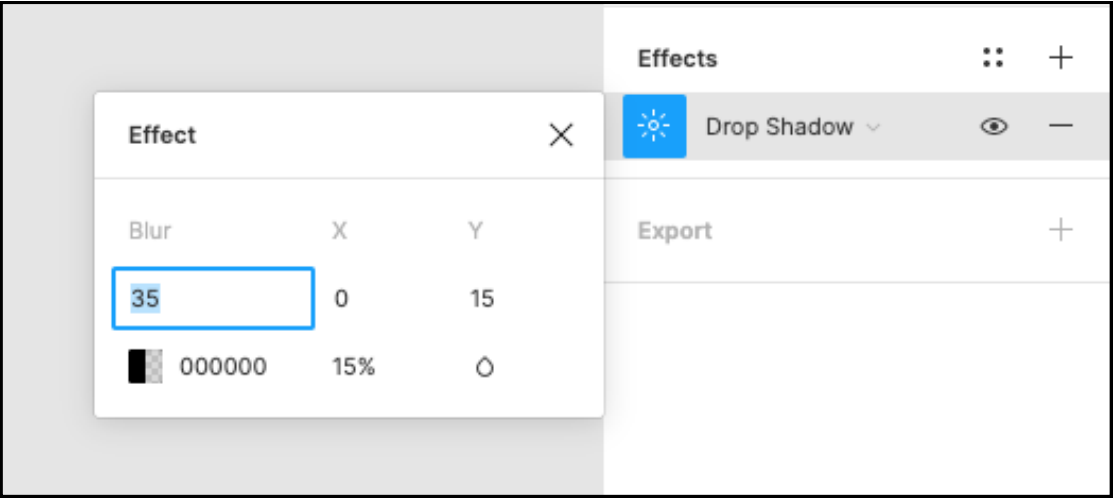 Effects
Drop Shadow
Export
Effect
Blur X Y
35 0 15
000000 15%